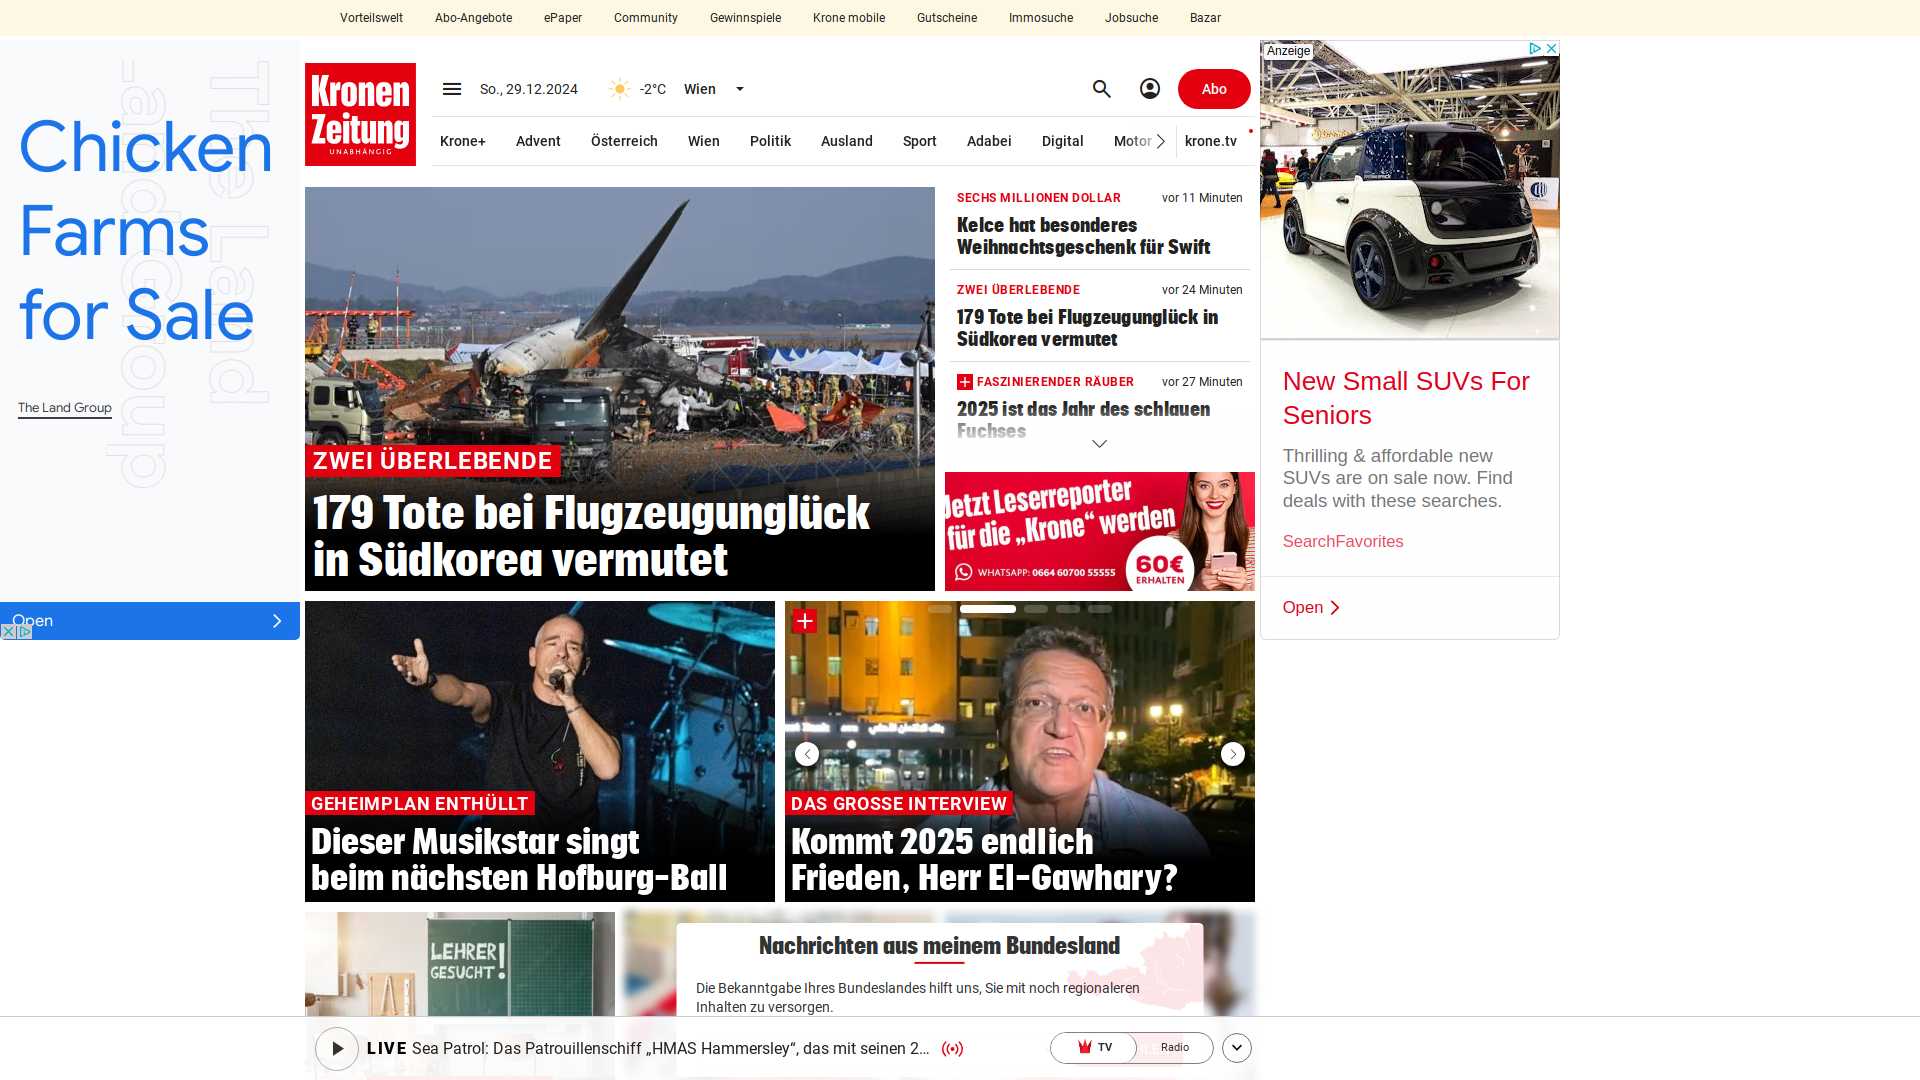 Vorteilswelt
Abo-Angebote
ePaper
Community
Gewinnspiele
Krone mobile
Gutscheine
Immosuche
Jobsuche
Bazar
The Land
Chicken
Farms
for Sale
The Land Group
Open
Kronen
Zeitung
UNABHÄNGIG
So., 29.12.2024
-2°C
Wien
Abo
Krone+
Advent
Österreich
Wien
Politik
Ausland
Sport
Adabei
Digital
Motor
krone.tv
ZWEI ÜBERLEBENDE
179 Tote bei Flugzeugunglück
in Südkorea vermutet
SECHS MILLIONEN DOLLAR
vor 11 Minuten
Kelce hat besonderes
Weihnachtsgeschenk für Swift
ZWEI ÜBERLEBENDE
vor 24 Minuten
179 Tote bei Flugzeugunglück in
Südkorea vermutet
FASZINIERENDER RÄUBER
vor 27 Minuten
2025 ist das Jahr des schlauen
Fuchses
Jetzt Leserreporter
für die „Krone“ werden
WHATSAPP: 0664 60700 55555
60€
ERHALTEN
Anzeige
New Small SUVs For
Seniors
Thrilling & affordable new
SUVs are on sale now. Find
deals with these searches.
SearchFavorites
Open
GEHEIMPLAN ENTHÜLLT
Dieser Musikstar singt
beim nächsten Hofburg-Ball
DAS GROSSE INTERVIEW
Kommt 2025 endlich
Frieden, Herr El-Gawhary?
LEHRER
GESUCHT!
Nachrichten aus meinem Bundesland
Die Bekanntgabe Ihres Bundeslandes hilft uns, Sie mit noch regionaleren
Inhalten zu versorgen.
LIVE Sea Patrol: Das Patrouillenschiff „HMAS Hammersley“, das mit seinen 2...
TV
Radio